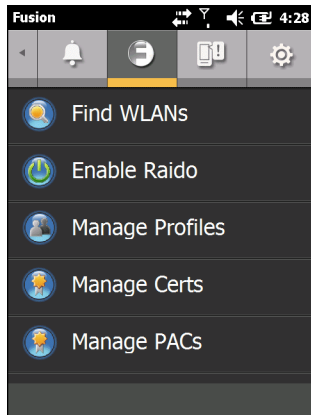 Fusion 4:28
Find WLANs
Enable Raido
Manage Profiles
Manage Certs
Manage PACs